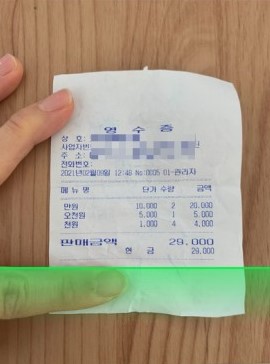 영 수 증
상 호:
사업자번
주 소:
전화번호:
2021년02월09일 12:48 No:0005 01-관리자
메 뉴 명 단가 수량 금액
만원 10,000 2 20,000
오천원 5,000 1 5,000
천원 1,000 4 4,000
판매금액 29,000
현 금 29,000